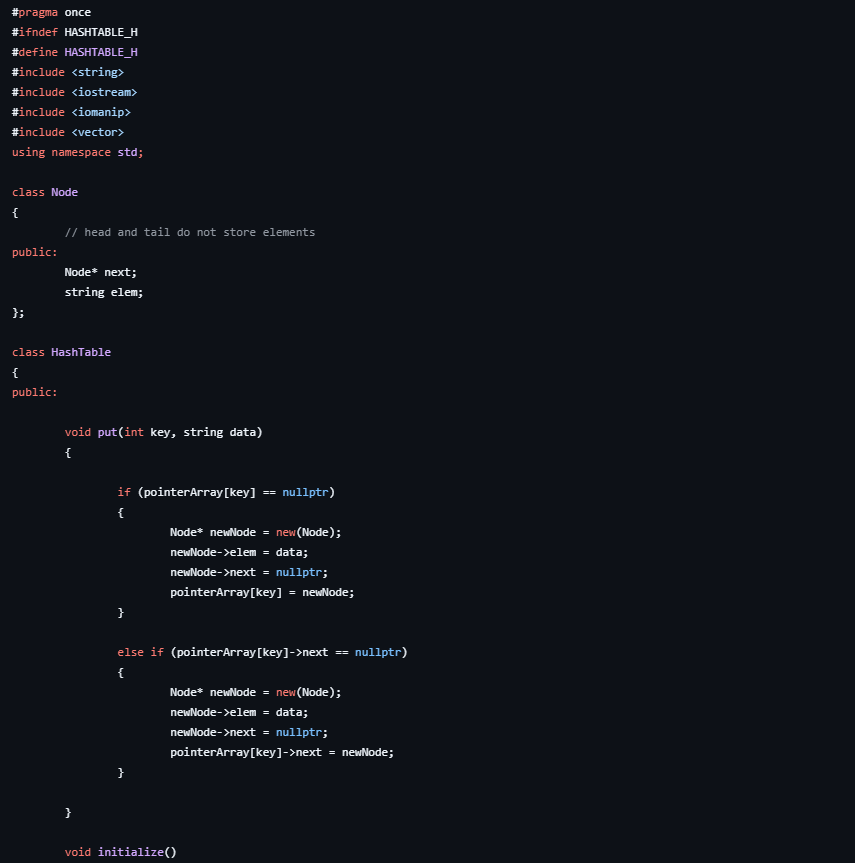 #pragma once
#ifndef HASHTABLE_H
#define HASHTABLE_H
#include <string>
#include <iostream>
#include <iomanip>
#include <vector>
using namespace std;
class Node
{
// head and tail do not store elements
public:
Node* next;
string elem;
};
class HashTable
{
public:
void put(int key, string data)
{
if (pointerArray[key] == nullptr)
{
Node* newNode = new(Node);
newNode->elem = data;
newNode->next = nullptr;
pointerArray[key] = newNode;
}
else if (pointerArray[key]->next == nullptr)
{
Node* newNode = new(Node);
newNode->elem = data;
newNode->next = nullptr;
pointerArray[key]->next = newNode;
}
}
void initialize()